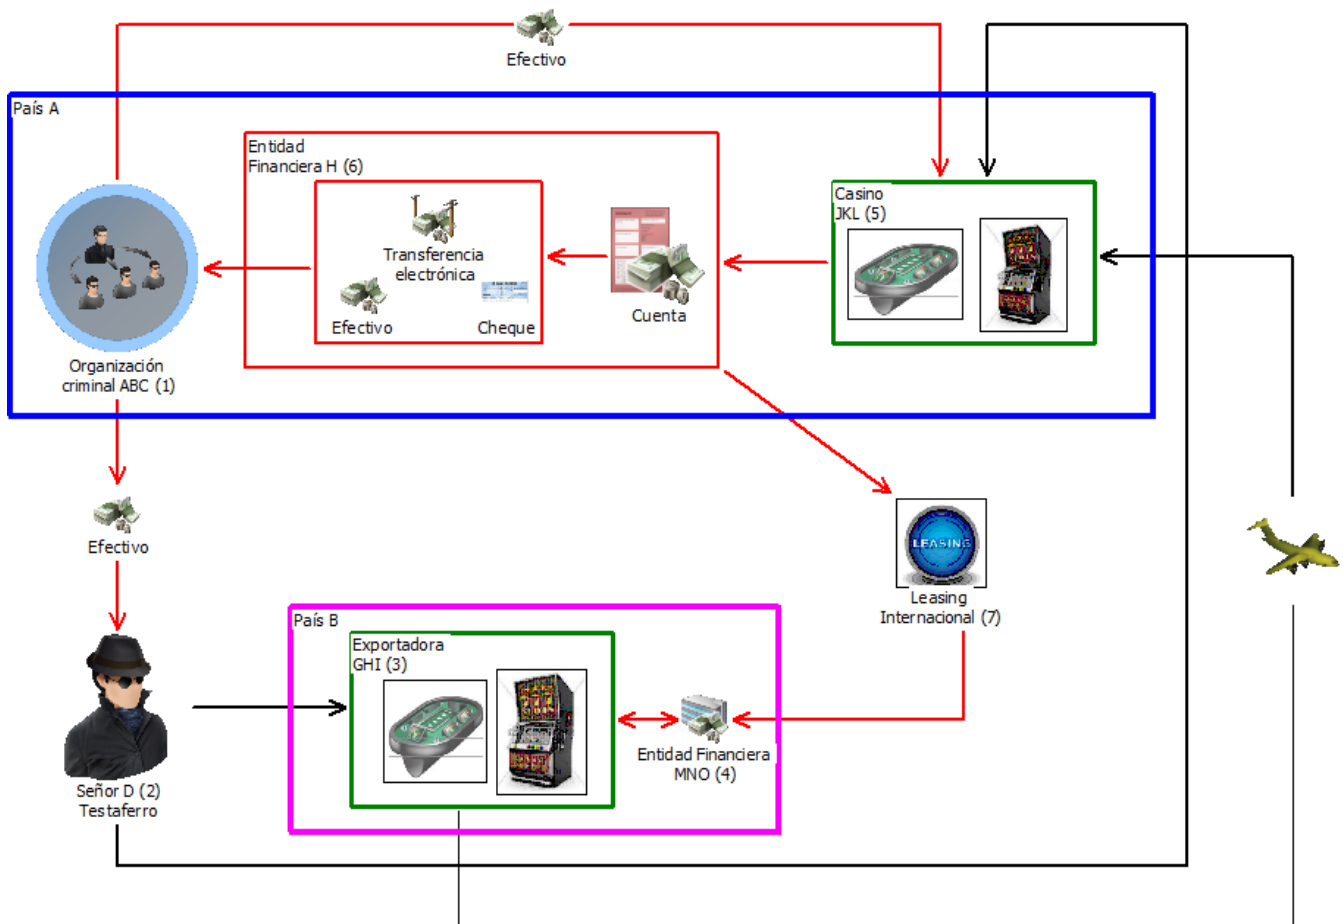 Efectivo
País A
Entidad
Financiera H (6)
Casino
JKL (5)
Transferencia
electrónica
Efectivo
Cheque
Cuenta
Organización
criminal ABC (1)
Efectivo
LEASING
Leasing
Internacional (7)
País B
Exportadora
GHI (3)
Entidad Financiera
MNO (4)
Señor D (2)
Testaferro